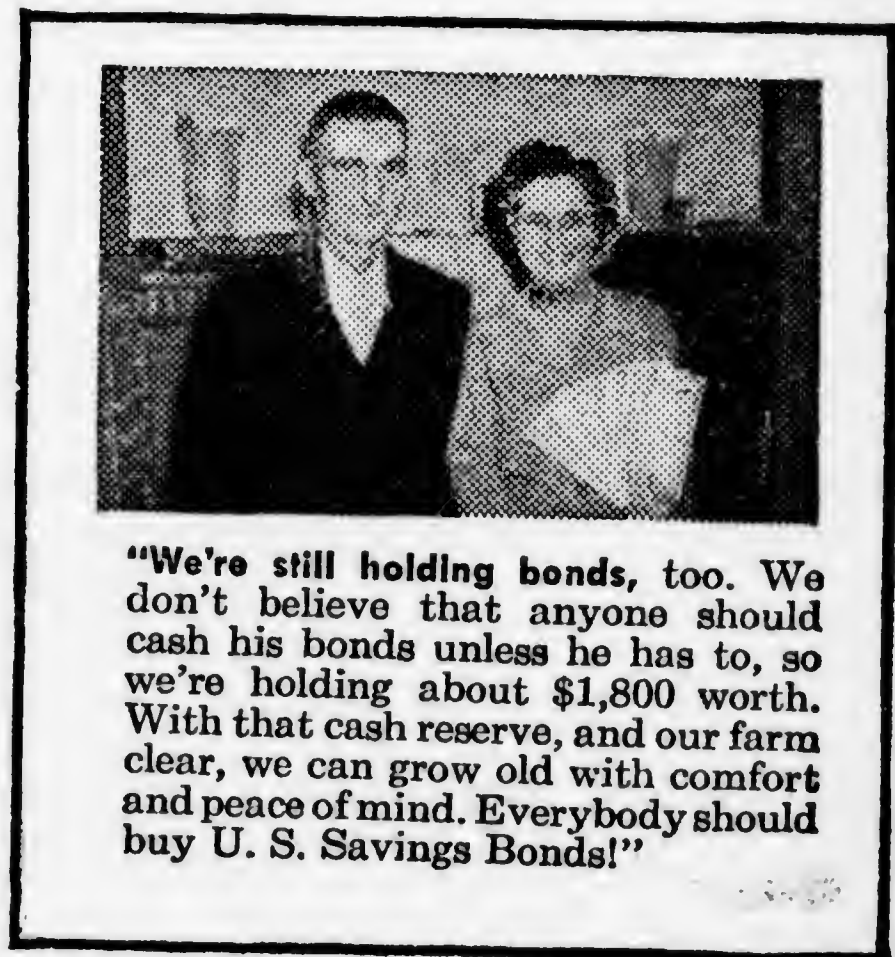 "We're still holding bonds, too. We
don't believe that anyone should
cash his bonds unless he has to, so
we're holding about $1,800 worth.
With that cash reserve, and our farm
clear, we can grow old with comfort
and peace of mind. Everybody should
buy U. S. Savings Bonds!"